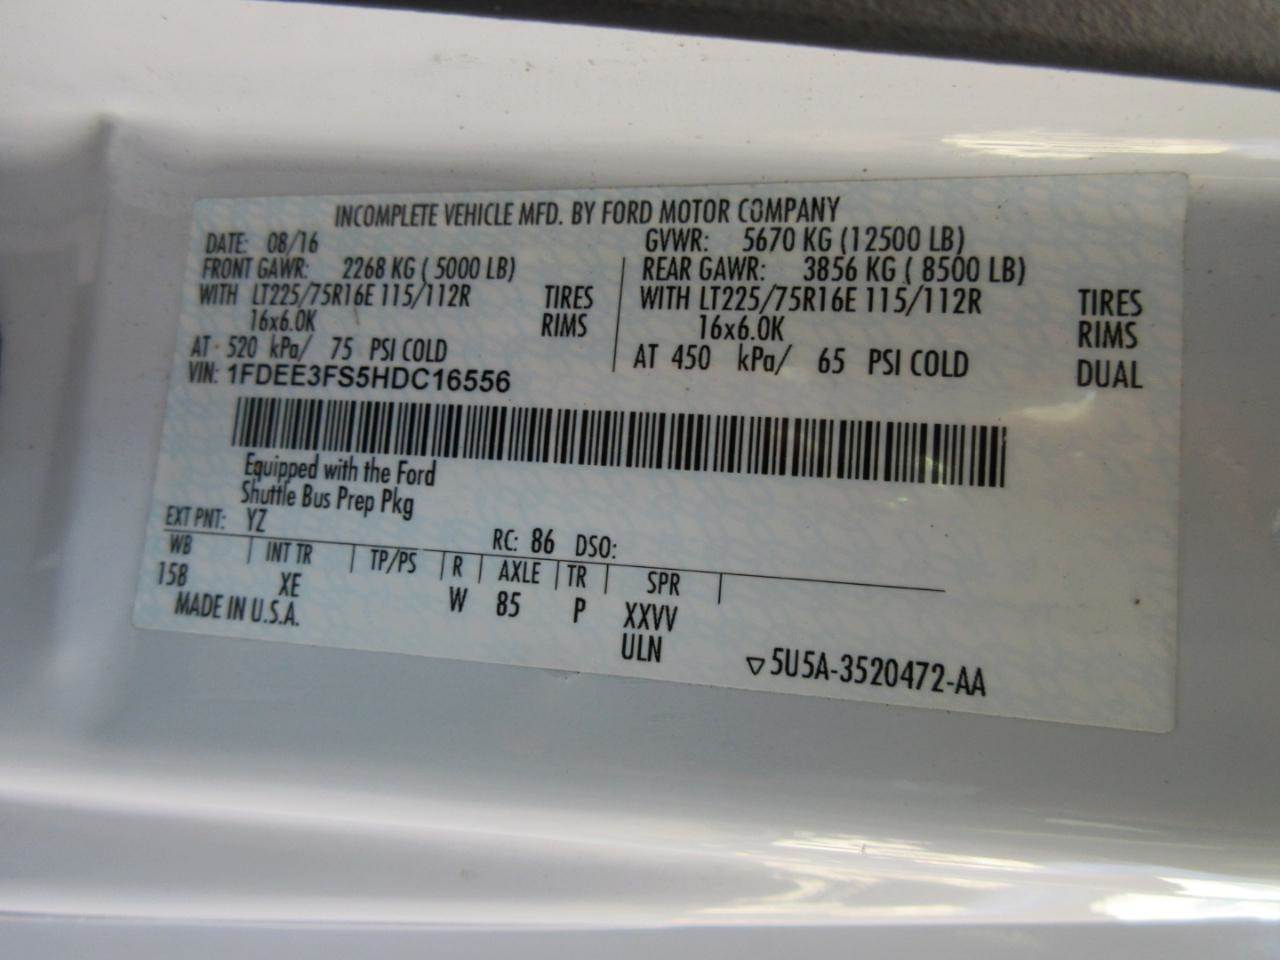 INCOMPLETE VEHICLE MFD. BY FORD MOTOR COMPANY
DATE: 08/16 GVWR: 5670 KG (12500 LB)
FRONT GAWR: 2268 KG ( 5000 LB) REAR GAWR: 3856 KG ( 8500 LB)
WITH LT225/75R16E 115/112R TIRES WITH LT225/75R16E 115/112R TIRES
16x6.0K RIMS 16x6.0K RIMS
AT 520 kPa/ 75 PSI COLD AT 450 kPa/ 65 PSI COLD DUAL
VIN: 1FDEE3FS5HDC16556
Equipped with the Ford
Shuttle Bus Prep Pkg
EXT PNT: YZ RC: 86 DSO:
WB INT TR TP/PS R AXLE TR SPR
158 XE W 85 P XXVV
MADE IN U.S.A. ULN
5U5A-3520472-AA